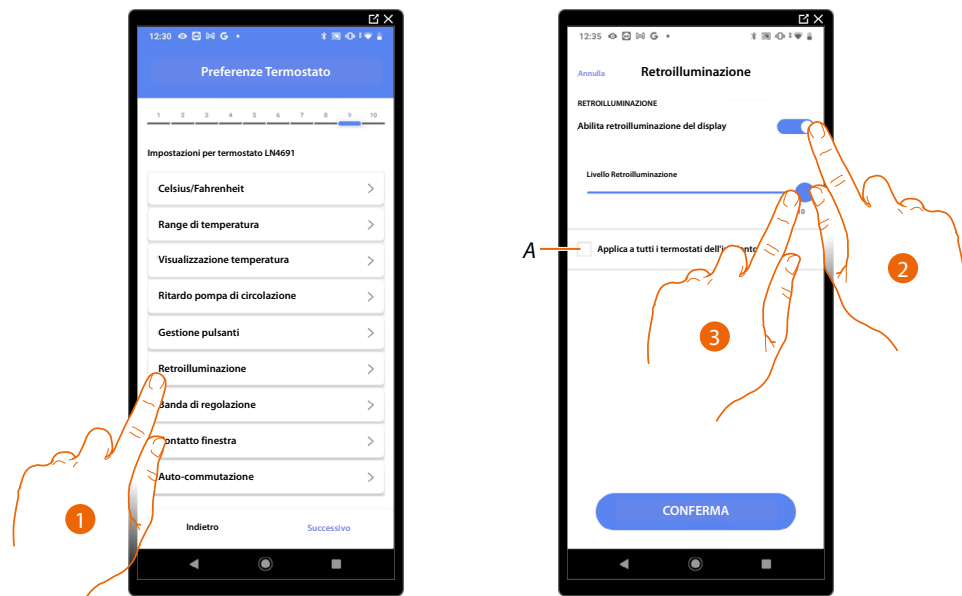 12:30 G
Preferenze Termostato
1 2 3 4 5 6 7 8 9 10
Impostazioni per termostato LN4691
Celsius/Fahrenheit
Range di temperatura
Visualizzazione temperatura
Ritardo pompa di circolazione
Gestione pulsanti
Retroilluminazione
Banda di regolazione
Contatto finestra
Auto-commutazione
Indietro Successivo
1
12:35 G
Annulla Retroilluminazione
RETROILLUMINAZIONE
Abilita retroilluminazione del display
Livello Retroilluminazione
10
A
Applica a tutti i termostati
2
3
CONFERMA